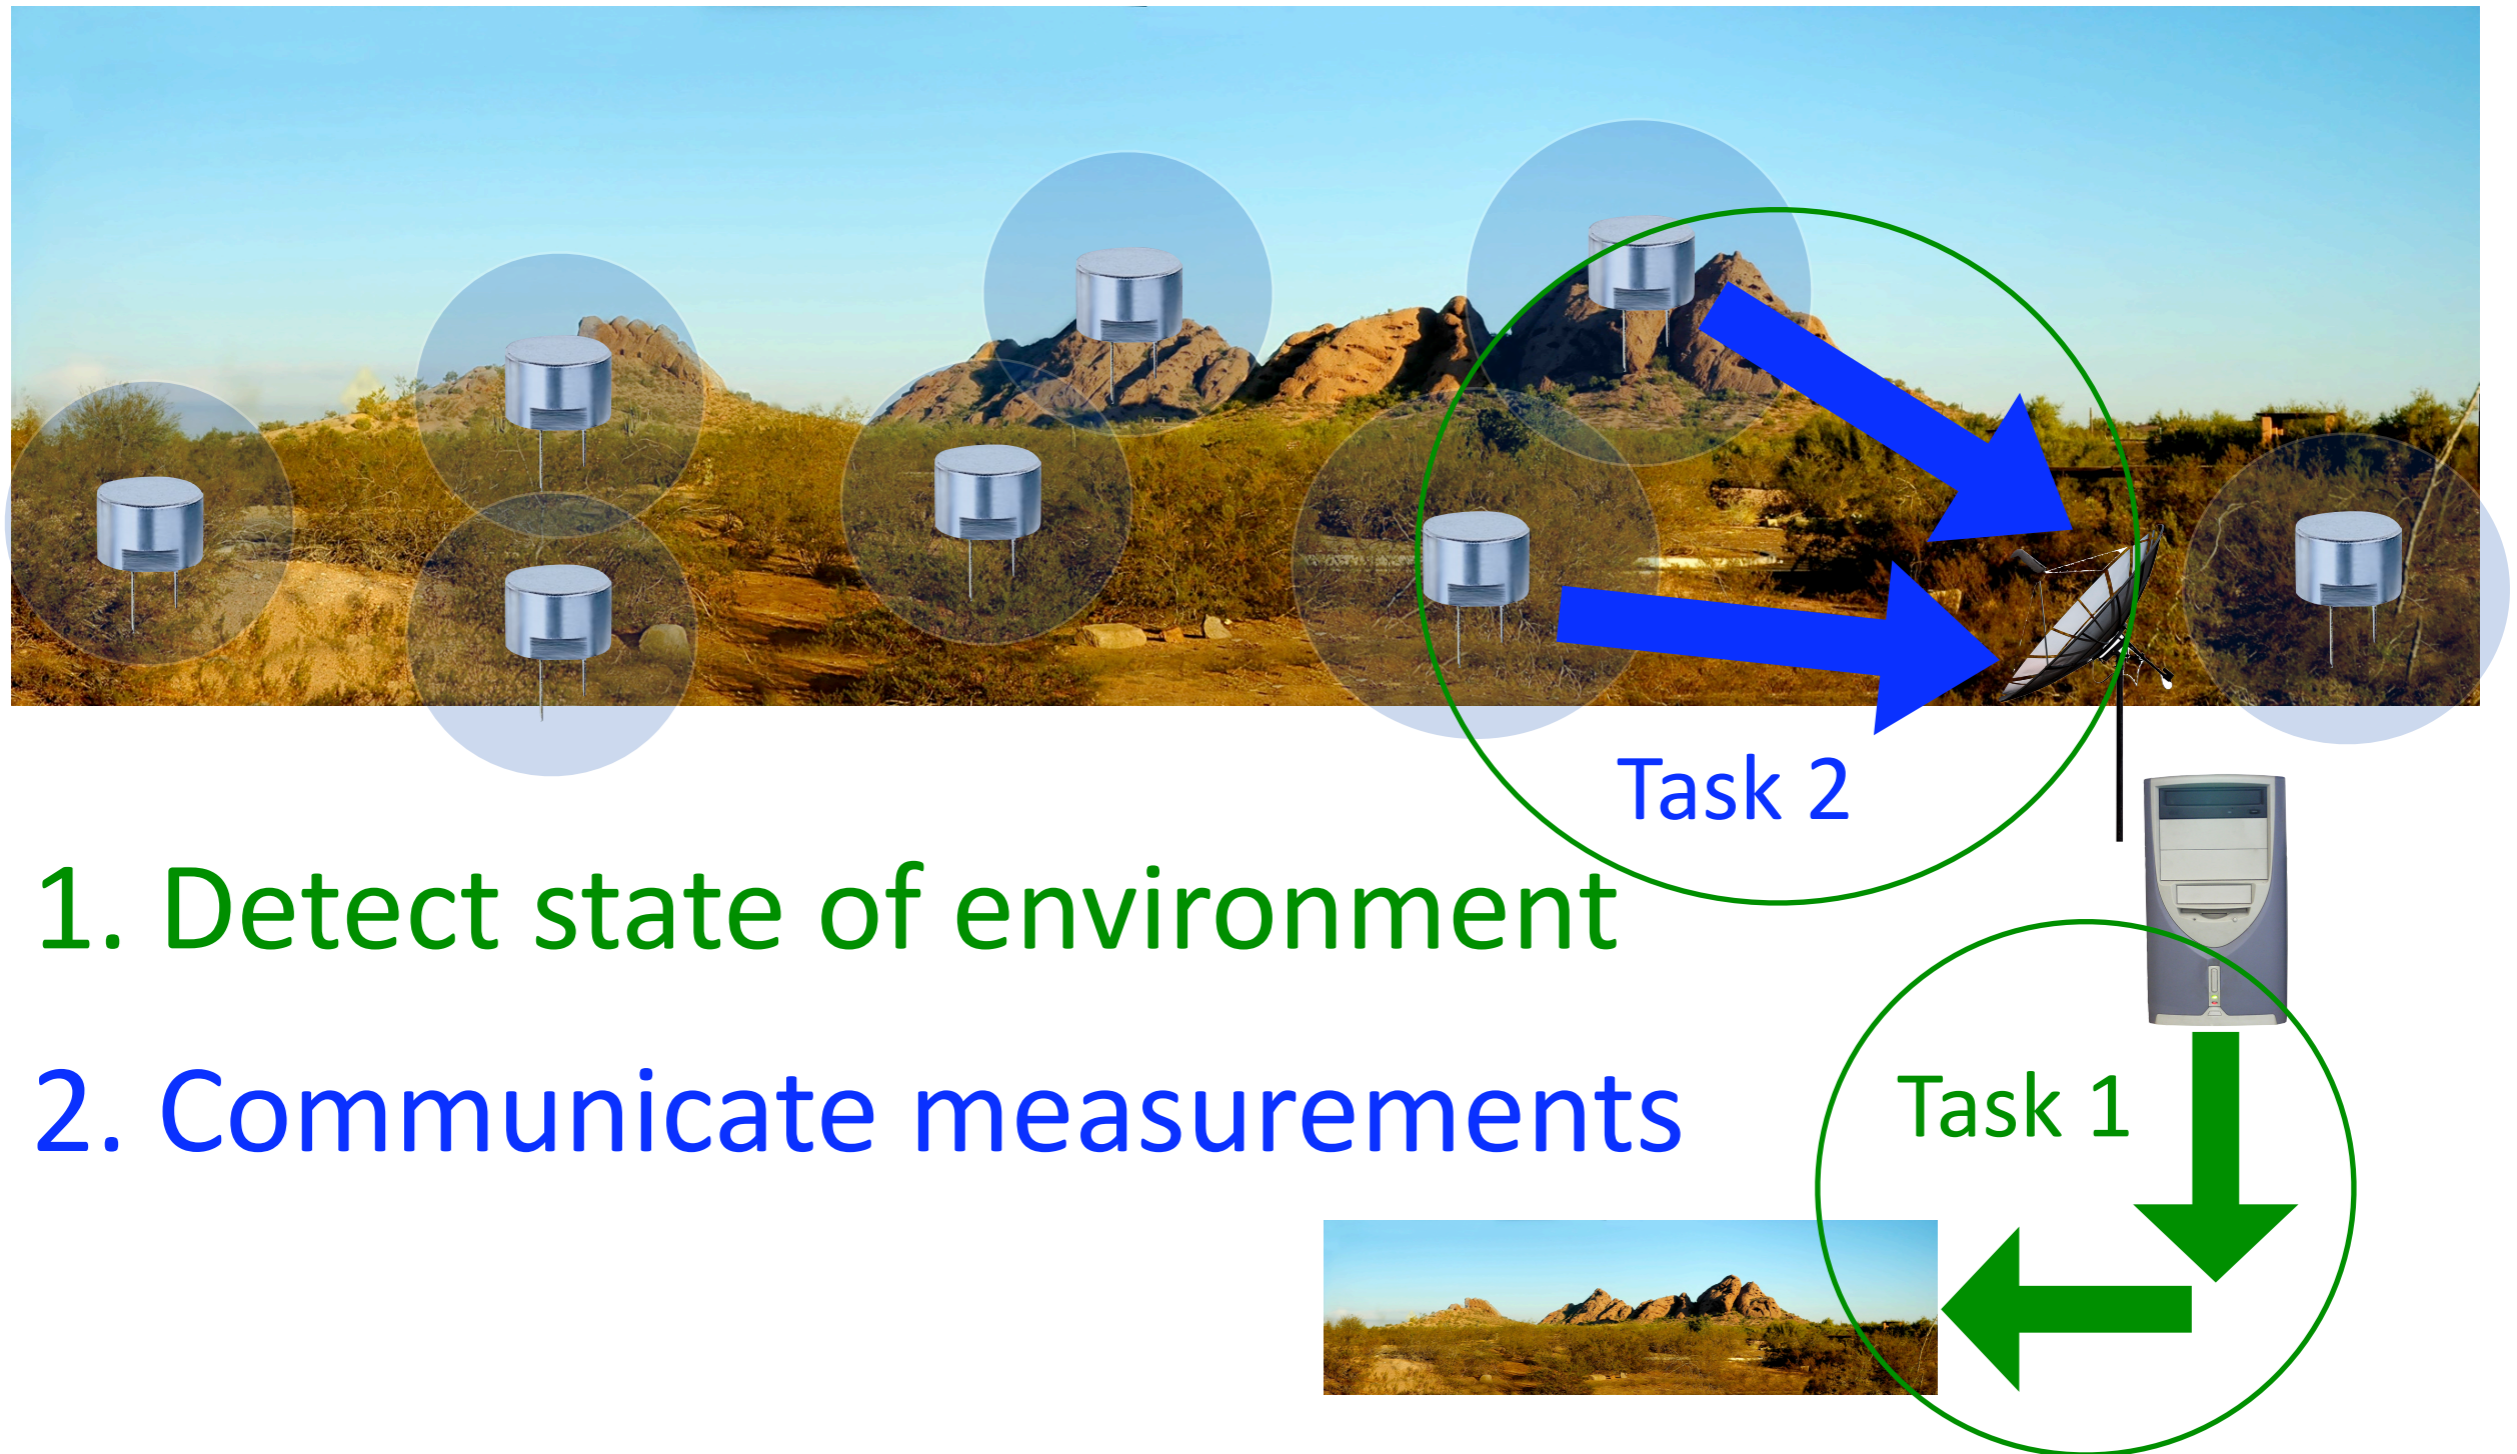 Task 2
1. Detect state of environment
2. Communicate measurements
Task 1